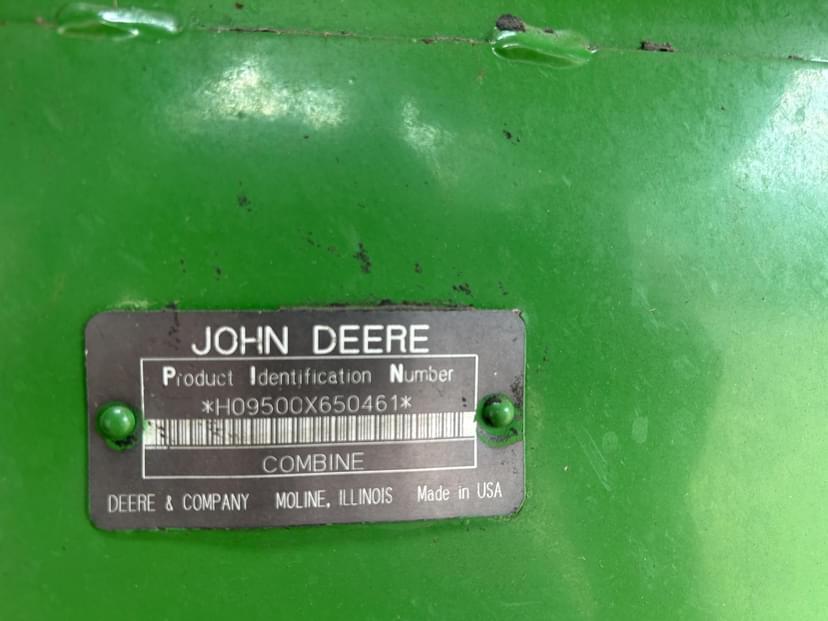 JOHN DEERE
Product Identification Number
*H09500X650461*
COMBINE
DEERE & COMPANY MOLINE, ILLINOIS Made in USA